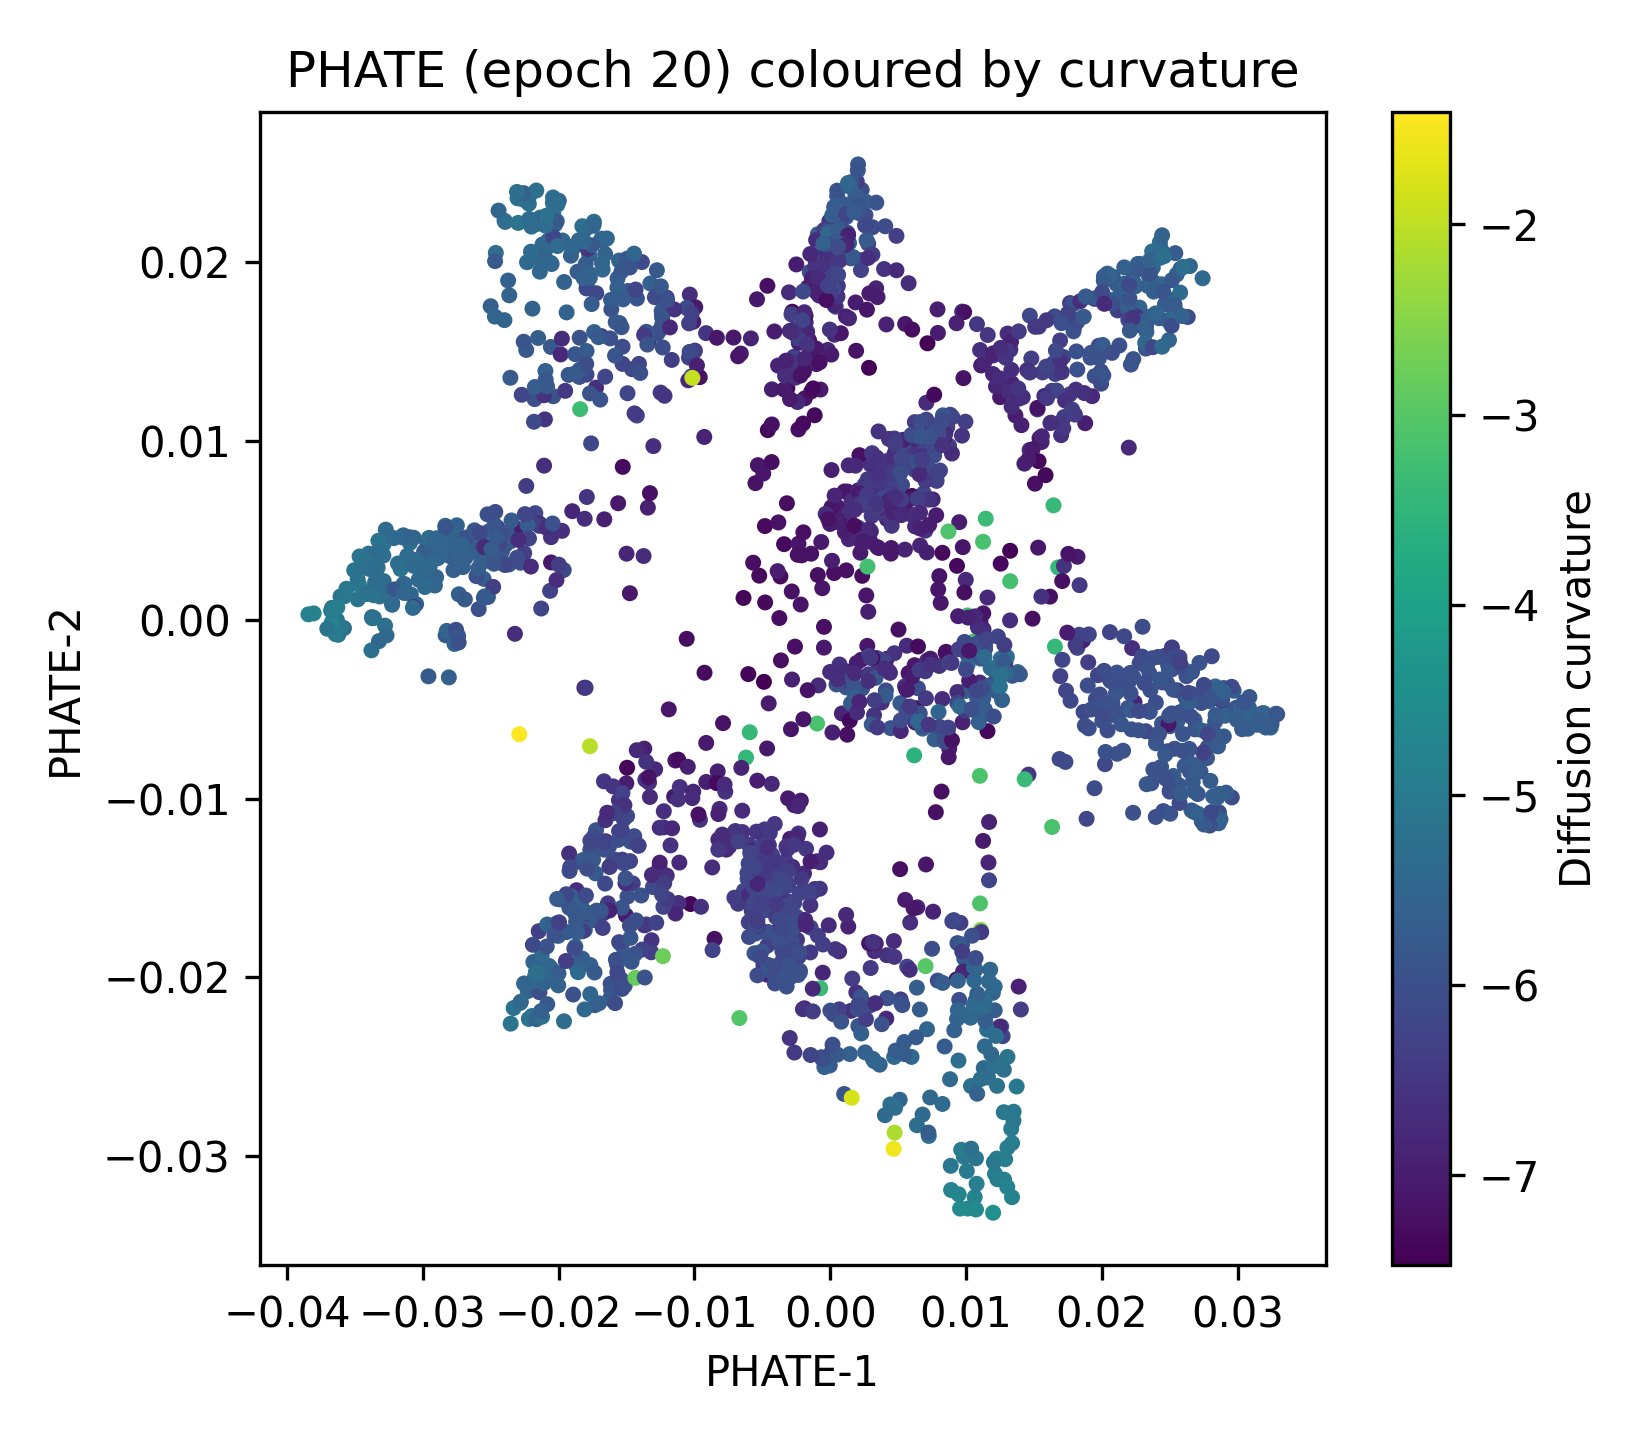 PHATE (epoch 20) coloured by curvature
0.02
0.01
0.00
−0.01
−0.02
−0.03
PHATE-2
−0.04 −0.03 −0.02 −0.01 0.00 0.01 0.02 0.03
PHATE-1
−2
−3
−4
−5
−6
−7
Diffusion curvature